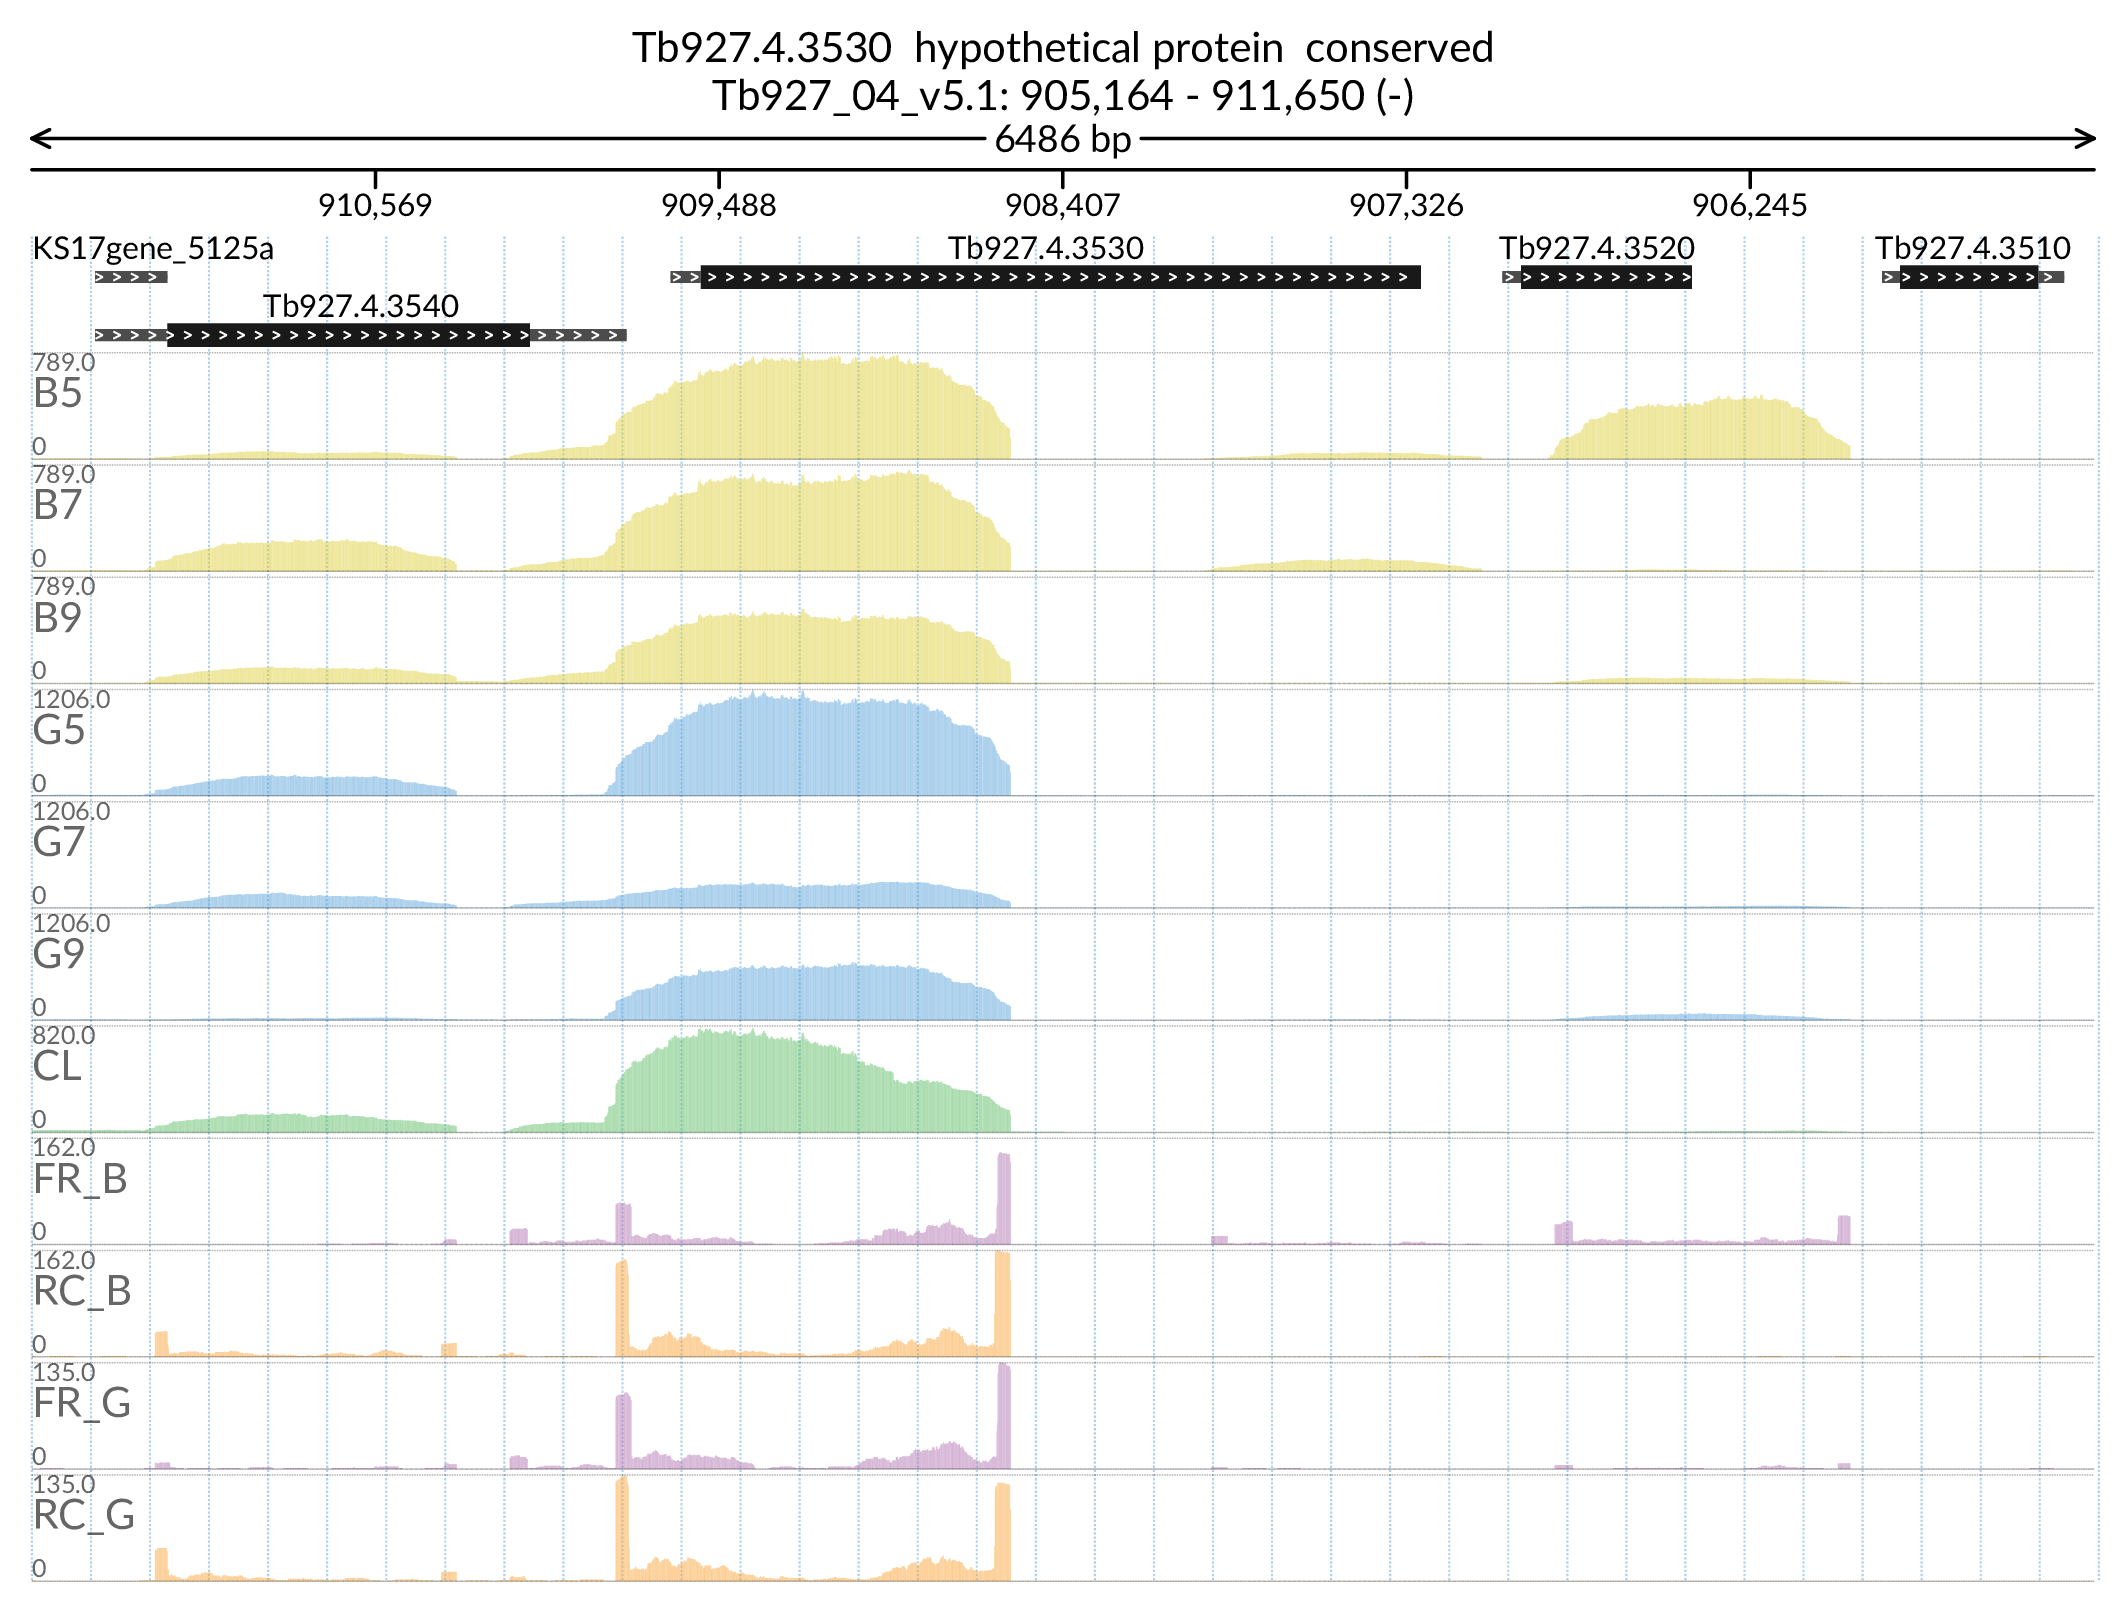 Tb927.4.3530  hypothetical protein  conserved
Tb927_04_v5.1: 905,164 - 911,650 (-)
6486 bp
910,569 909,488 908,407 907,326 906,245
KS17gene_5125a Tb927.4.3530 Tb927.4.3520 Tb927.4.3510
Tb927.4.3540
789.0
B5
0
789.0
B7
0
789.0
B9
0
1206.0
G5
0
1206.0
G7
0
1206.0
G9
0
820.0
CL
0
162.0
FR_B
0
162.0
RC_B
0
135.0
FR_G
0
135.0
RC_G
0